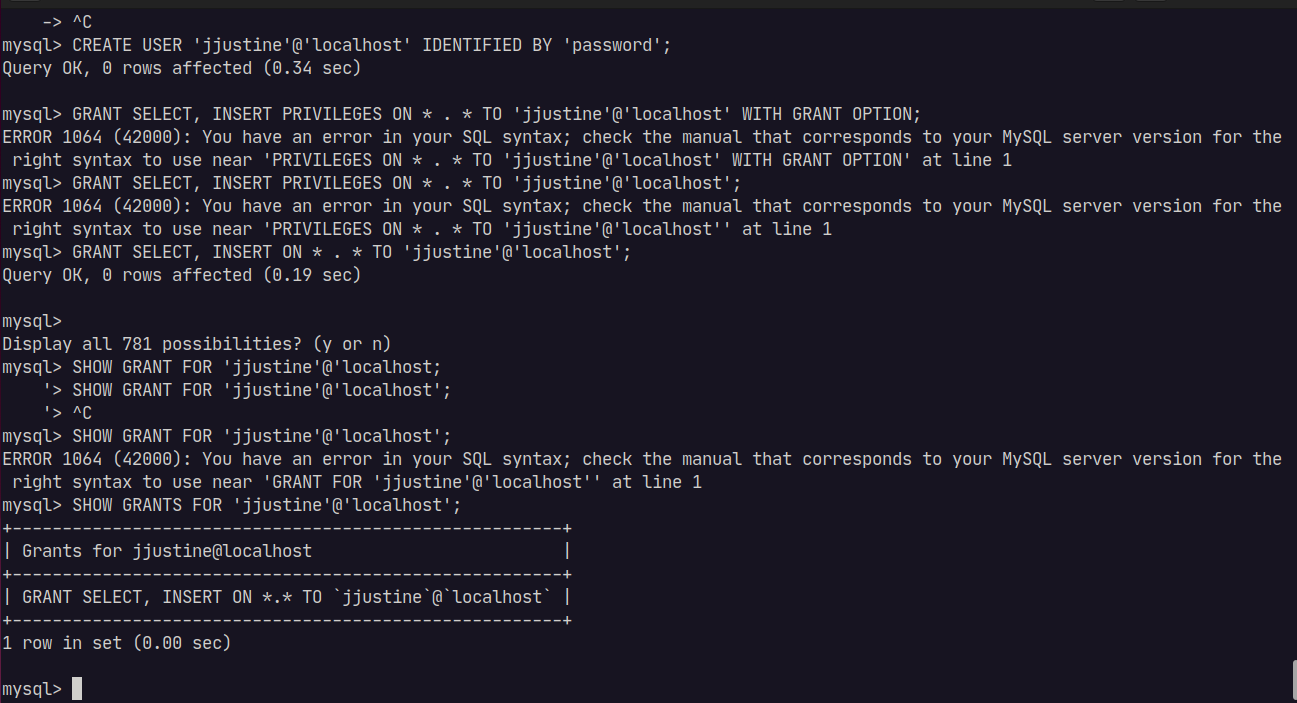 -> ^C
mysql> CREATE USER 'jjustine'@'localhost' IDENTIFIED BY 'password';
Query OK, 0 rows affected (0.34 sec)

mysql> GRANT SELECT, INSERT PRIVILEGES ON * . * TO 'jjustine'@'localhost' WITH GRANT OPTION;
ERROR 1064 (42000): You have an error in your SQL syntax; check the manual that corresponds to your MySQL server version for the
 right syntax to use near 'PRIVILEGES ON * . * TO 'jjustine'@'localhost' WITH GRANT OPTION' at line 1
mysql> GRANT SELECT, INSERT PRIVILEGES ON * . * TO 'jjustine'@'localhost';
ERROR 1064 (42000): You have an error in your SQL syntax; check the manual that corresponds to your MySQL server version for the
 right syntax to use near 'PRIVILEGES ON * . * TO 'jjustine'@'localhost'' at line 1
mysql> GRANT SELECT, INSERT ON * . * TO 'jjustine'@'localhost';
Query OK, 0 rows affected (0.19 sec)

mysql>
Display all 781 possibilities? (y or n)
mysql> SHOW GRANT FOR 'jjustine'@'localhost;
    '> SHOW GRANT FOR 'jjustine'@'localhost';
    '> ^C
mysql> SHOW GRANT FOR 'jjustine'@'localhost';
ERROR 1064 (42000): You have an error in your SQL syntax; check the manual that corresponds to your MySQL server version for the
 right syntax to use near 'GRANT FOR 'jjustine'@'localhost'' at line 1
mysql> SHOW GRANTS FOR 'jjustine'@'localhost';
+-------------------------------------------------------+
| Grants for jjustine@localhost                         |
+-------------------------------------------------------+
| GRANT SELECT, INSERT ON *.* TO `jjustine`@`localhost` |
+-------------------------------------------------------+
1 row in set (0.00 sec)

mysql>